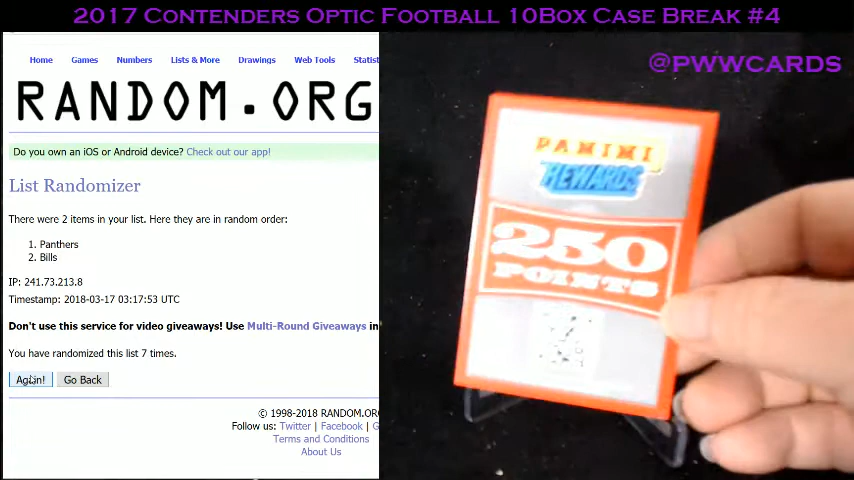 2017 Contenders Optic Football 10Box Case Break #4
@PWWCARDS
Home Games Numbers Lists & More Drawings Web Tools Statist
RANDOM.ORG
Do you own an iOS or Android device? Check out our app!
List Randomizer
There were 2 items in your list. Here they are in random order:
1. Panthers
2. Bills
IP: 241.73.213.8
Timestamp: 2018-03-17 03:17:53 UTC
Don't use this service for video giveaways! Use Multi-Round Giveaways in
You have randomized this list 7 times.
Again! Go Back
© 1998-2018 RANDOM.ORG
Follow us: Twitter | Facebook | G
Terms and Conditions
About Us
PANINI
REWARDS
250
POINTS